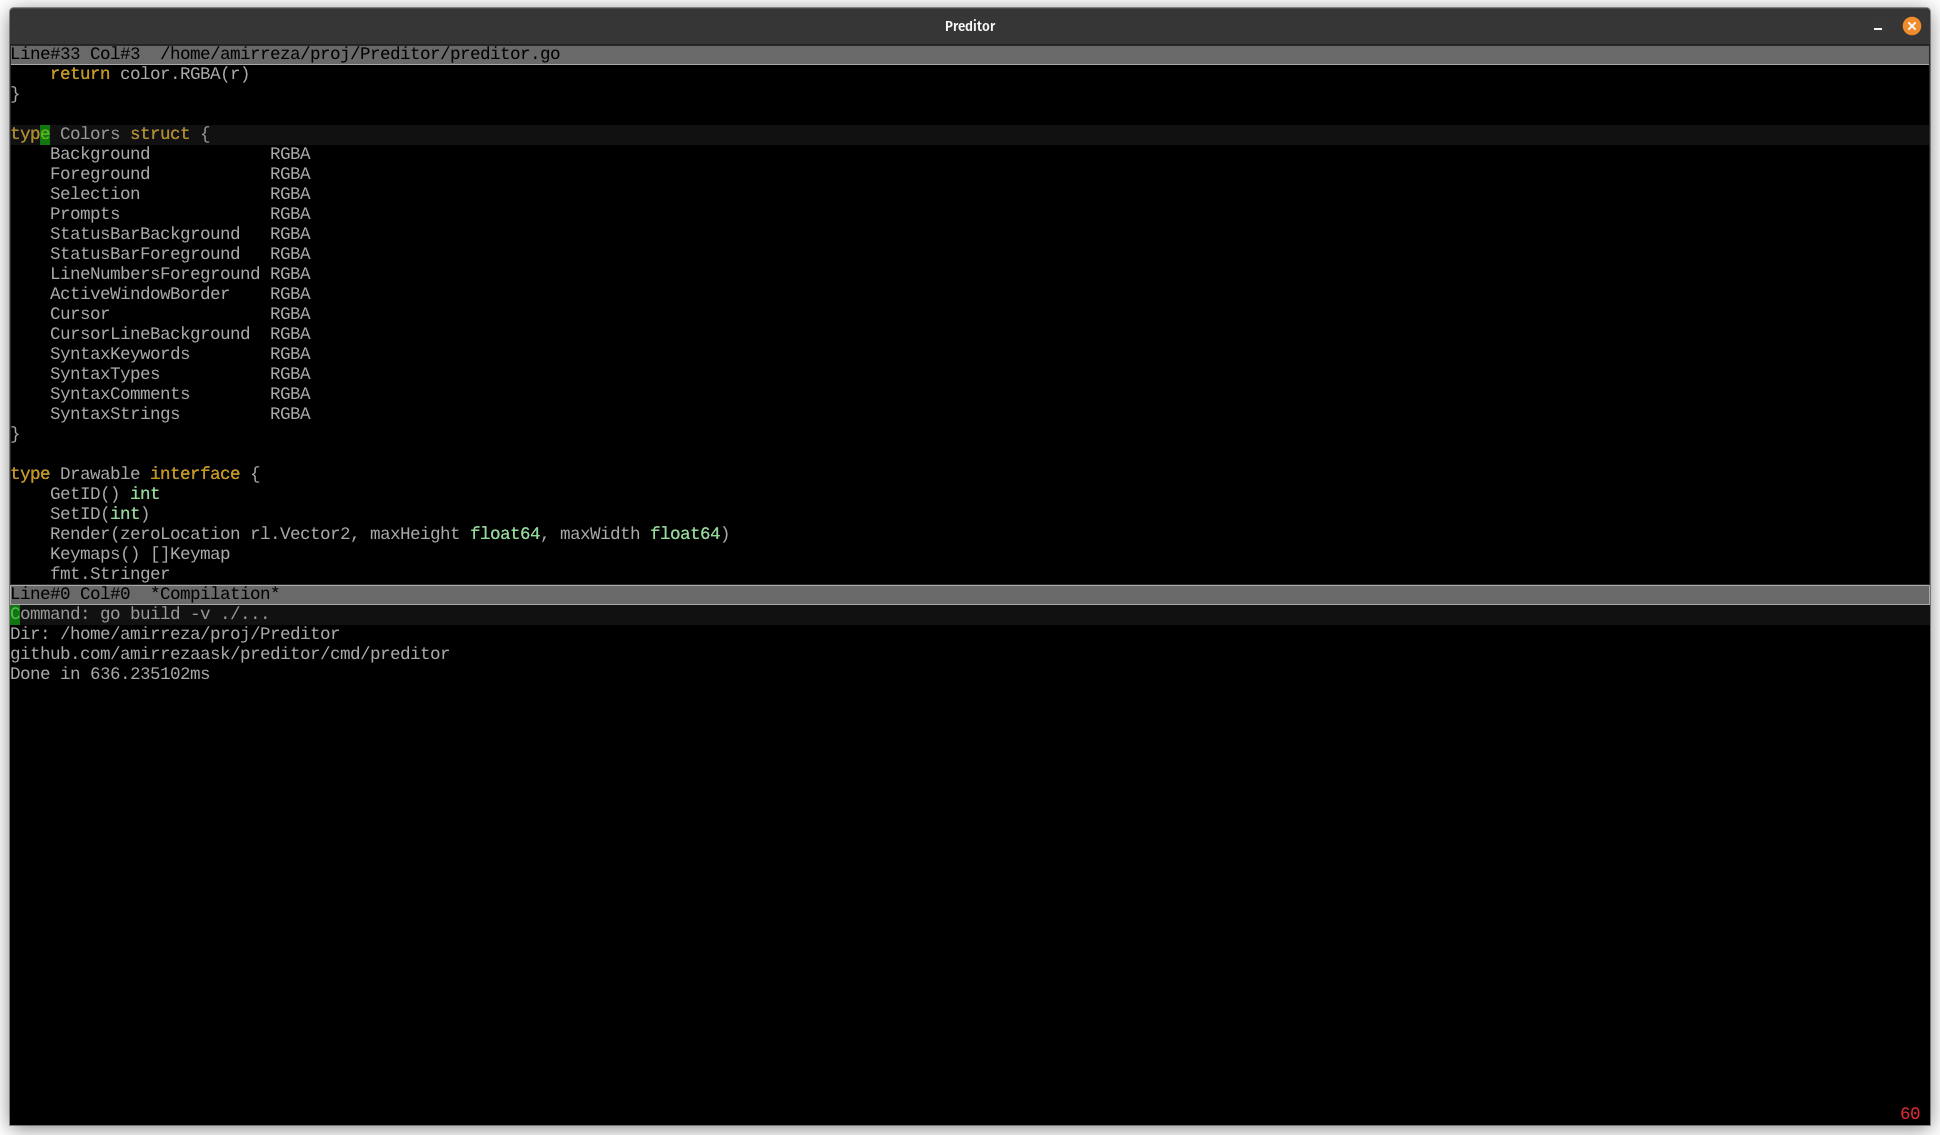 Preditor
Line#33 Col#3  /home/amirreza/proj/Preditor/preditor.go
    return color.RGBA(r)
}

type Colors struct {
    Background            RGBA
    Foreground            RGBA
    Selection             RGBA
    Prompts               RGBA
    StatusBarBackground   RGBA
    StatusBarForeground   RGBA
    LineNumbersForeground RGBA
    ActiveWindowBorder    RGBA
    Cursor                RGBA
    CursorLineBackground  RGBA
    SyntaxKeywords        RGBA
    SyntaxTypes           RGBA
    SyntaxComments        RGBA
    SyntaxStrings         RGBA
}

type Drawable interface {
    GetID() int
    SetID(int)
    Render(zeroLocation rl.Vector2, maxHeight float64, maxWidth float64)
    Keymaps() []Keymap
    fmt.Stringer
Line#0 Col#0  *Compilation*
Command: go build -v ./...
Dir: /home/amirreza/proj/Preditor
github.com/amirrezaask/preditor/cmd/preditor
Done in 636.235102ms
60